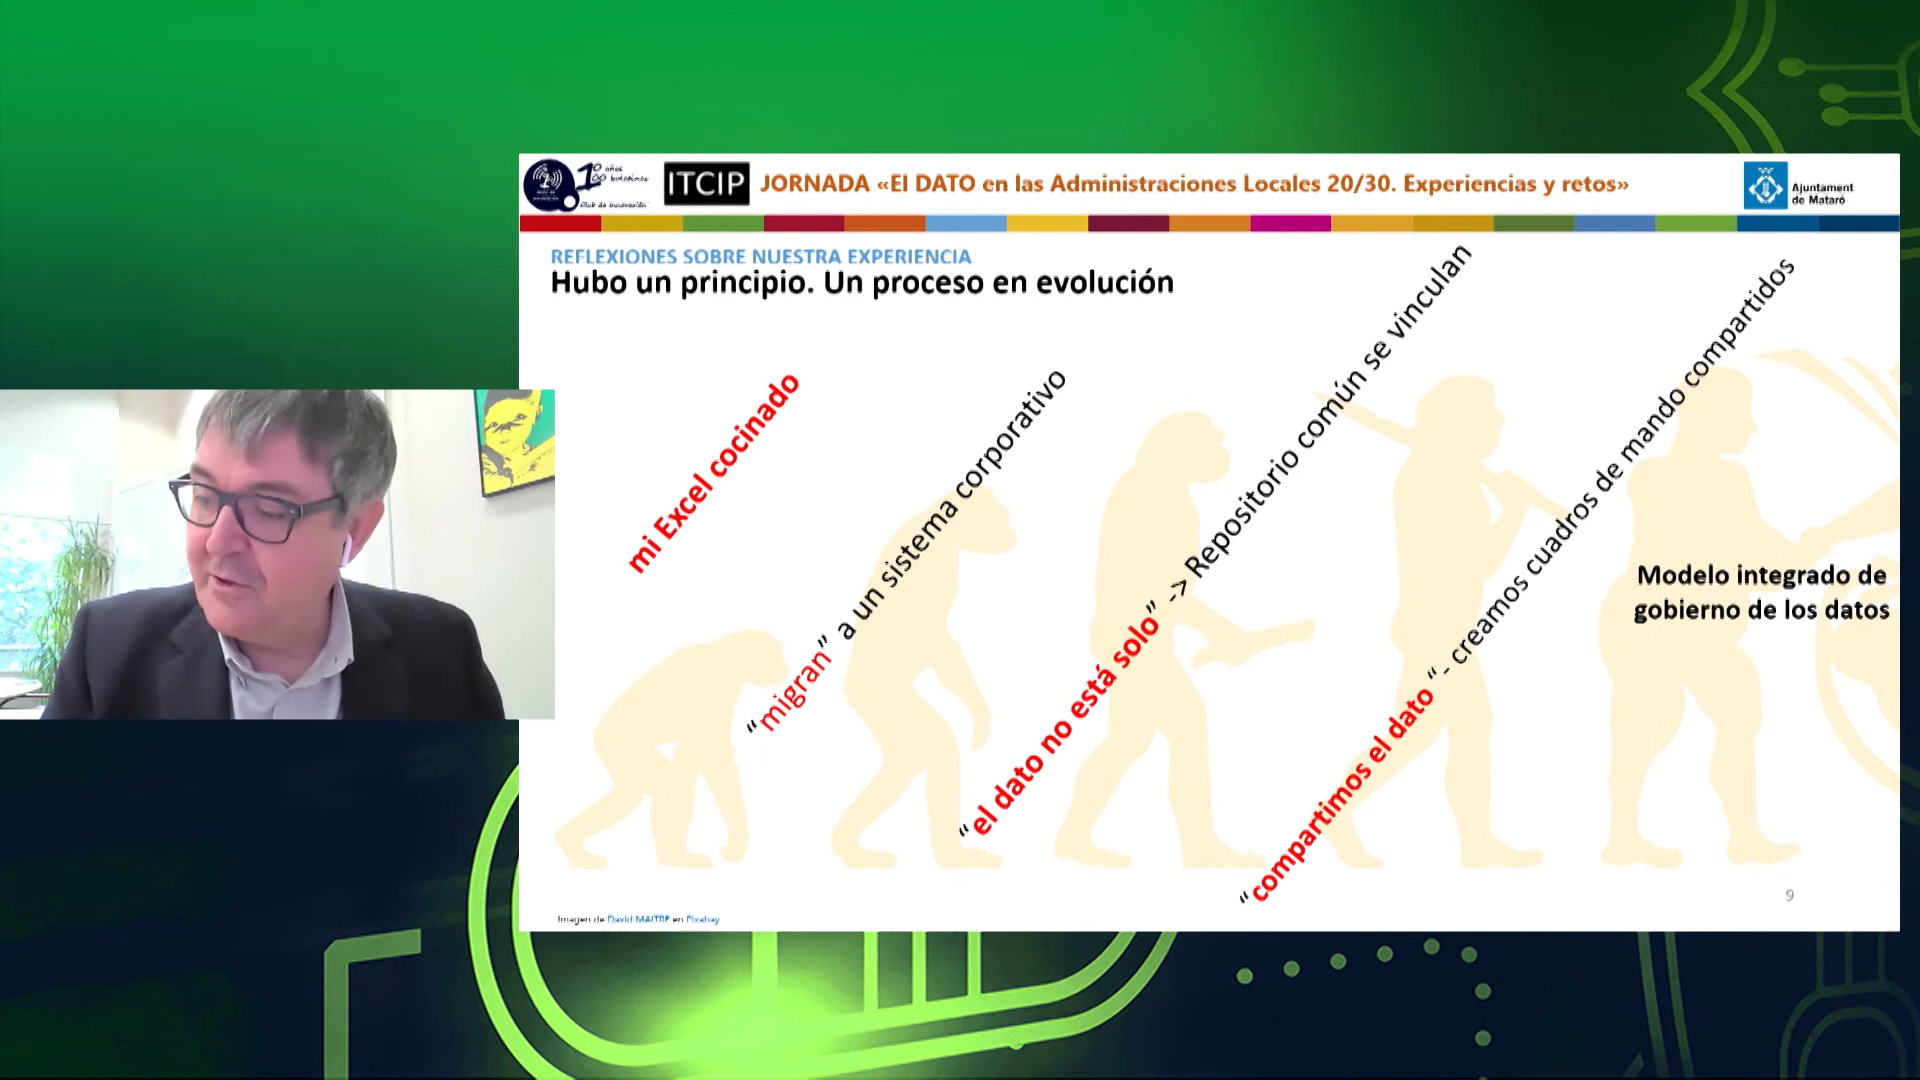 10 años
100 boletines
Club de Innovación
ITCIP
JORNADA «El DATO en las Administraciones Locales 20/30. Experiencias y retos»
Ajuntament
de Mataró
REFLEXIONES SOBRE NUESTRA EXPERIENCIA
Hubo un principio. Un proceso en evolución
mi Excel cocinado
“migran” a un sistema corporativo
“el dato no está solo” -> Repositorio común se vinculan
“compartimos el dato “- creamos cuadros de mando compartidos
Modelo integrado de
gobierno de los datos
Imagen de David MAITRE en Pixabay
9